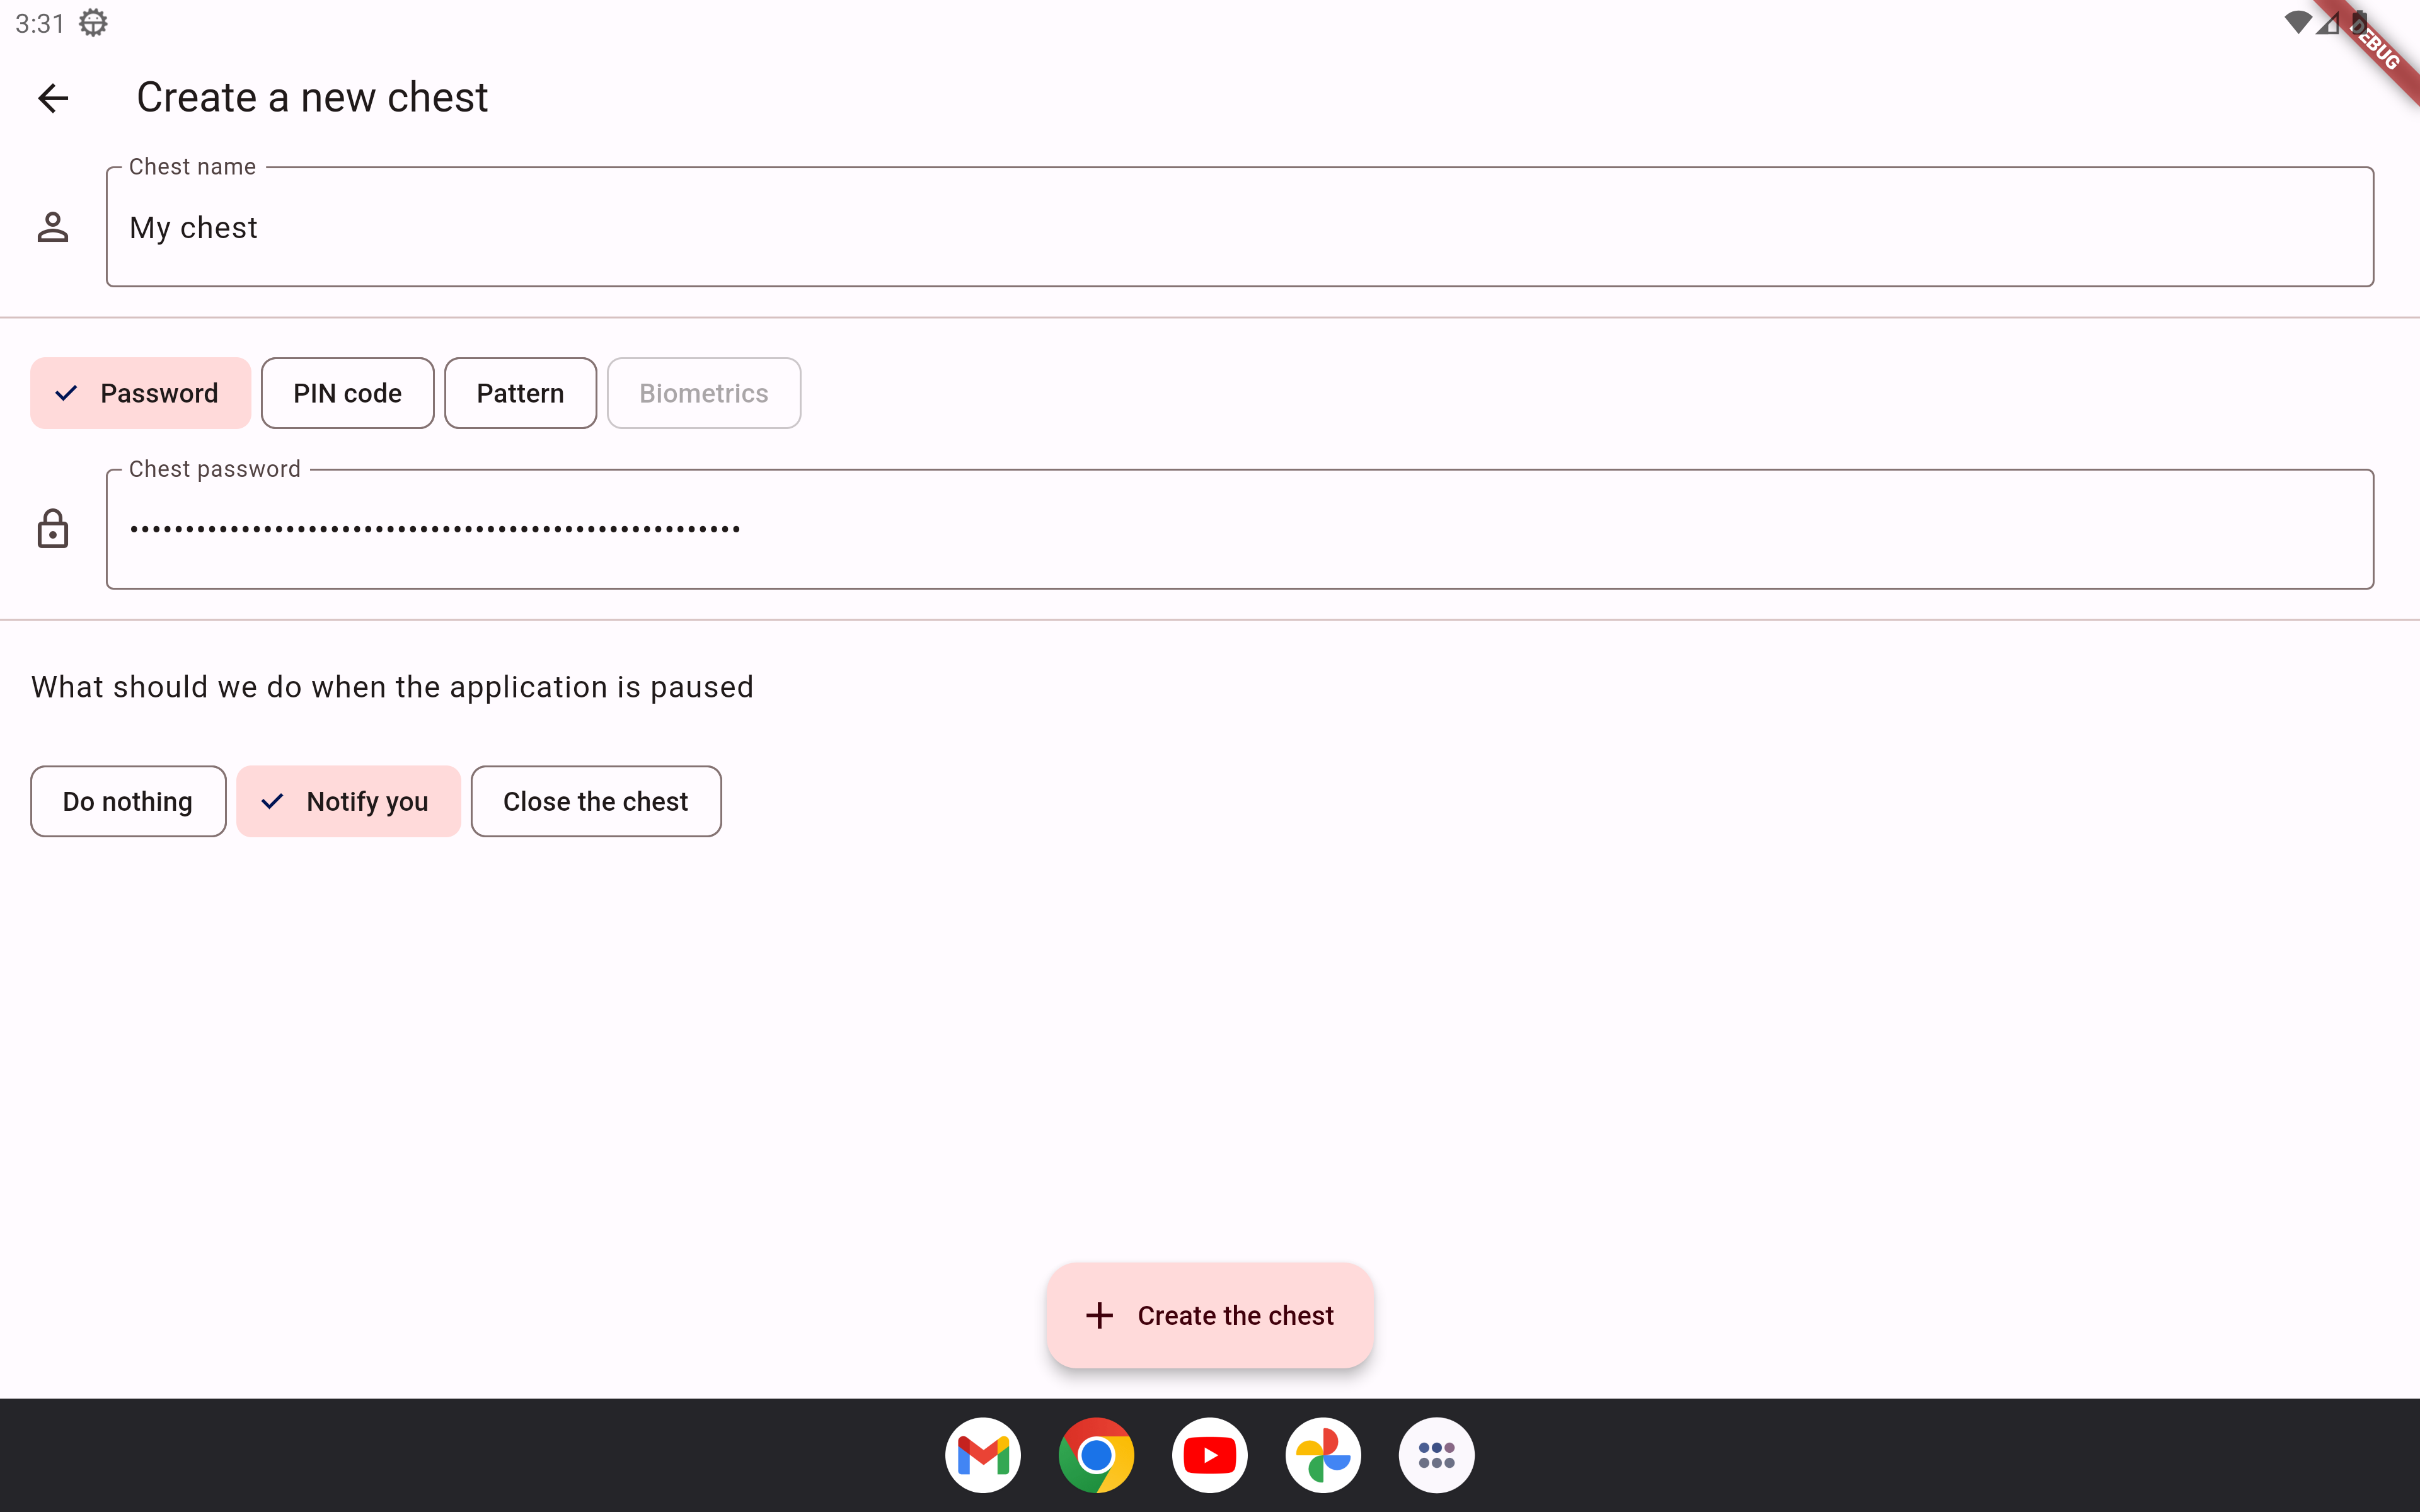 3:31
DEBUG
Create a new chest
Chest name
My chest
Password
PIN code
Pattern
Biometrics
Chest password
•••••••••••••••••••••••••••••••••••••••••••••••••••••••
What should we do when the application is paused
Do nothing
Notify you
Close the chest
Create the chest